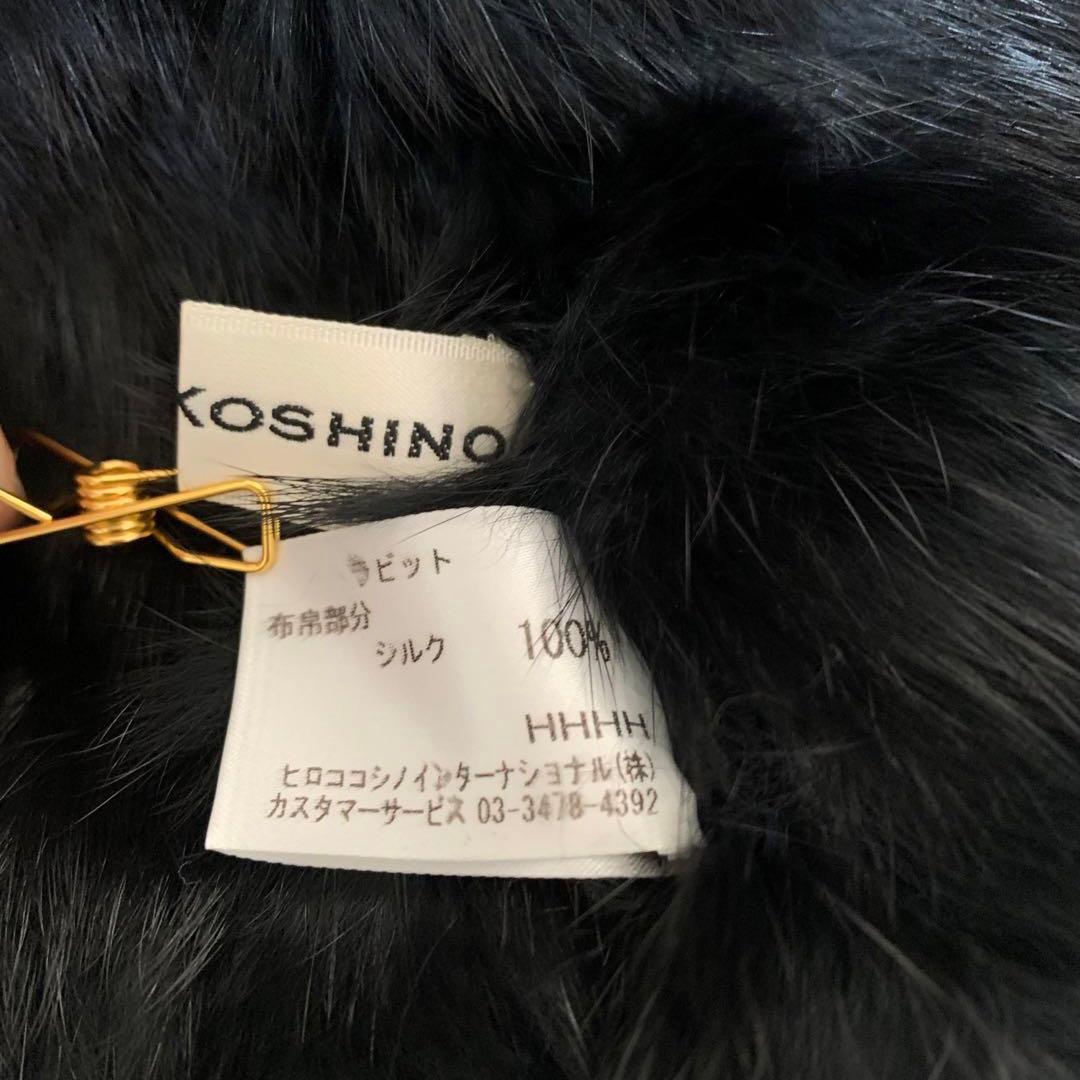 KOSHINO
ラビット
布帛部分
シルク 100%
HHHH
ヒロココシノインターナショナル(株)
カスタマーサービス 03-3478-4392